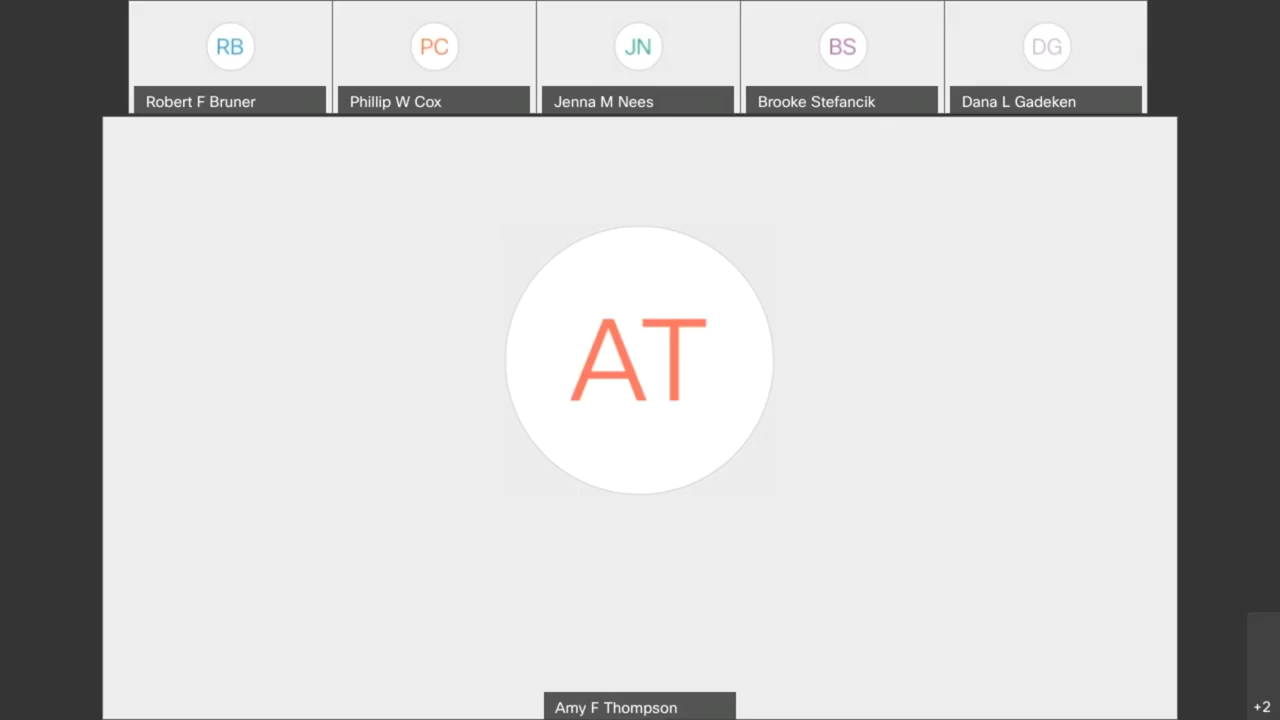 RB
PC
JN
BS
DG
Robert F Bruner
Phillip W Cox
Jenna M Nees
Brooke Stefancik
Dana L Gadeken
AT
Amy F Thompson
+2